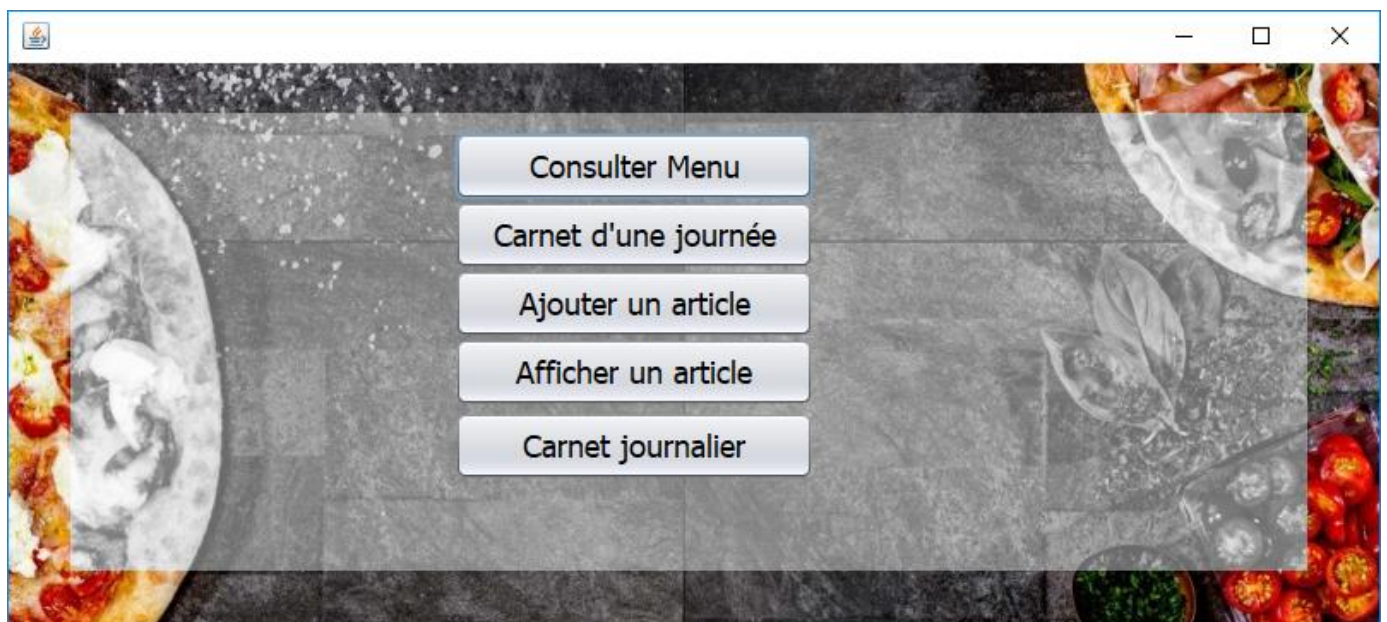 Consulter Menu
Carnet d'une journée
Ajouter un article
Afficher un article
Carnet journalier